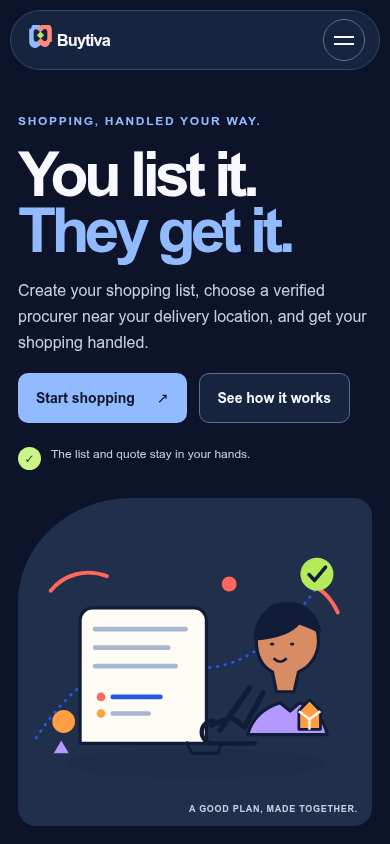 Buytiva
SHOPPING, HANDLED YOUR WAY.
You list it.
They get it.
Create your shopping list, choose a verified
procurer near your delivery location, and get your
shopping handled.
Start shopping ↗
See how it works
✓ The list and quote stay in your hands.
A GOOD PLAN, MADE TOGETHER.